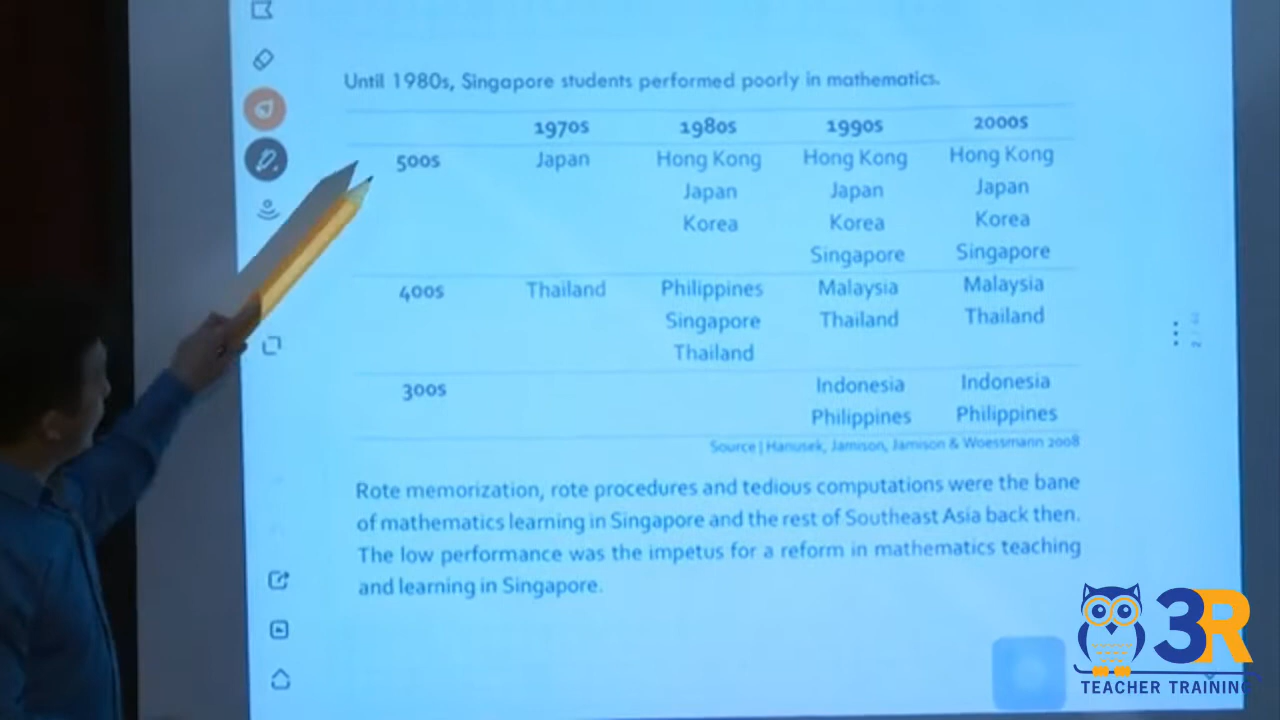 Until 1980s, Singapore students performed poorly in mathematics.
1970s 1980s 1990s 2000s
500s Japan Hong Kong Hong Kong Hong Kong
Japan Japan Japan
Korea Korea Korea
Singapore Singapore
400s Thailand Philippines Malaysia Malaysia
Singapore Thailand Thailand
Thailand
300s Indonesia Indonesia
Philippines Philippines
Source | Hanusek, Jamison, Jamison & Woessmann 2008
Rote memorization, rote procedures and tedious computations were the bane
of mathematics learning in Singapore and the rest of Southeast Asia back then.
The low performance was the impetus for a reform in mathematics teaching
and learning in Singapore.
3R
TEACHER TRAINING